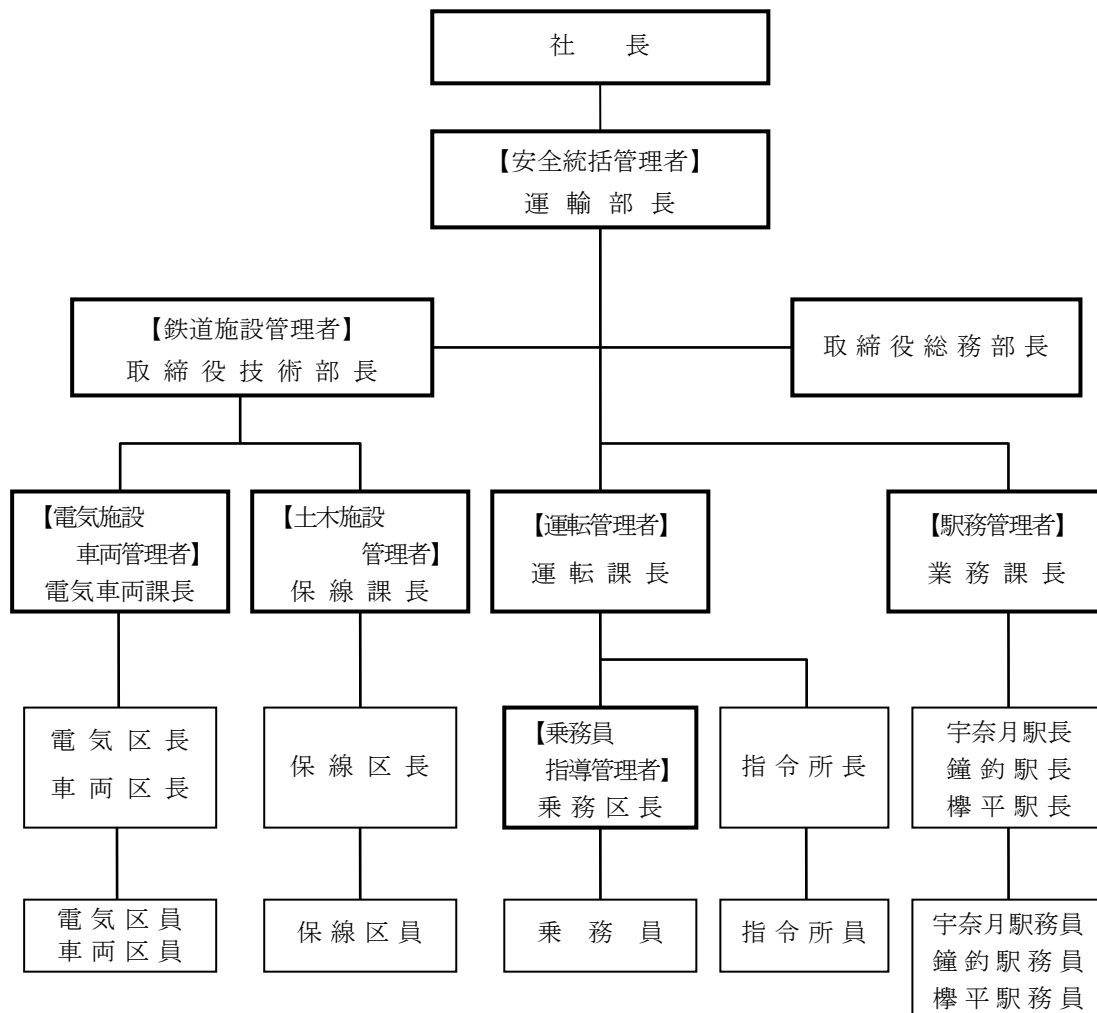 社長
【安全統括管理者】
運輸部長
【鉄道施設管理者】
取締役技術部長
取締役総務部長
【電気施設
車両管理者】
電気車両課長
【土木施設
管理者】
保線課長
【運転管理者】
運転課長
【駅務管理者】
業務課長
電気区長
車両区長
保線区長
【乗務員
指導管理者】
乗務区長
指令所長
宇奈月駅長
鐘釣駅長
欅平駅長
電気区員
車両区員
保線区員
乗務員
指令所員
宇奈月駅務員
鐘釣駅務員
欅平駅務員